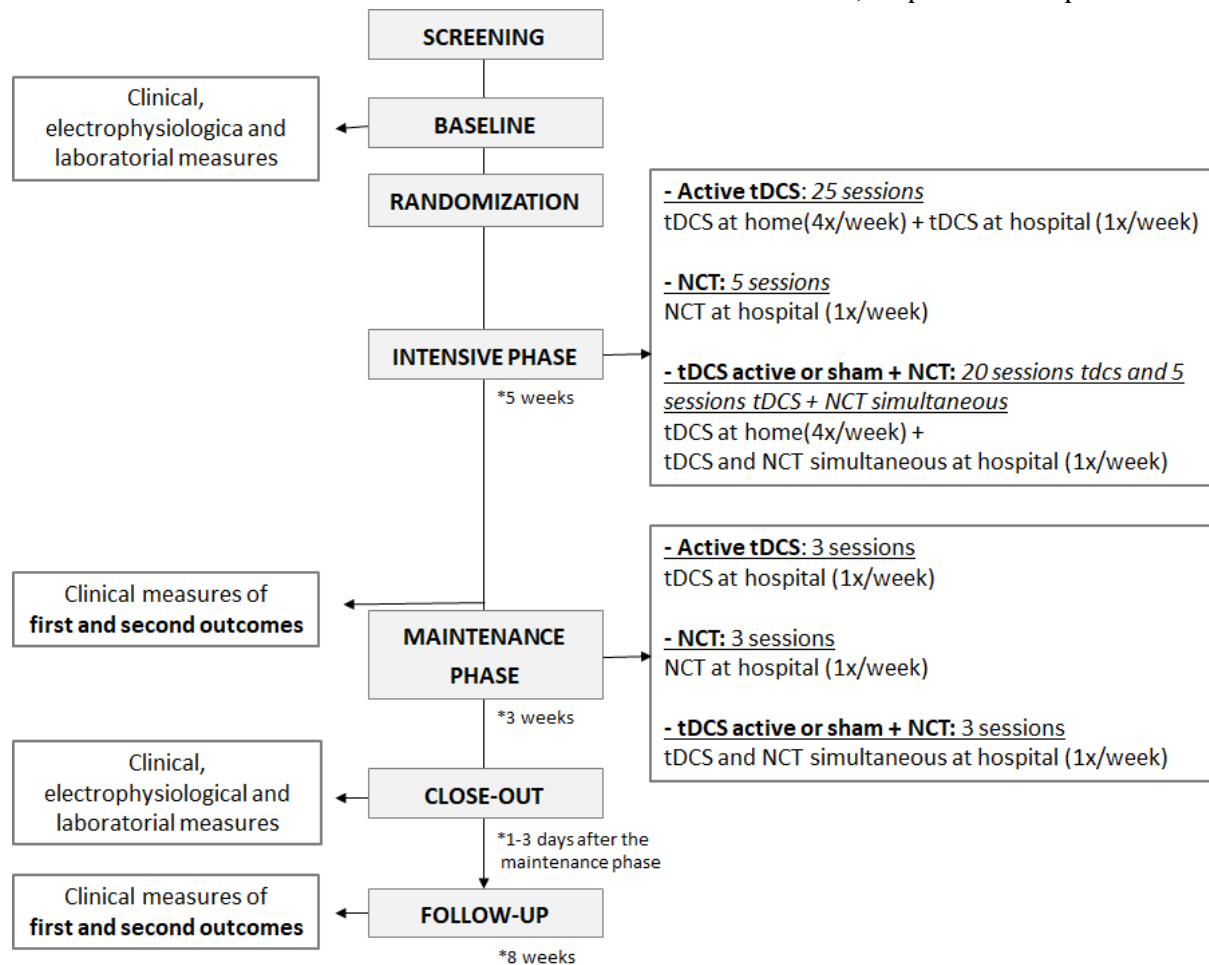 SCREENING
Clinical,
electrophysiologica and
laboratorial measures
BASELINE
RANDOMIZATION
- Active tDCS: 25 sessions
tDCS at home(4x/week) + tDCS at hospital (1x/week)
- NCT: 5 sessions
NCT at hospital (1x/week)
- tDCS active or sham + NCT: 20 sessions tdcs and 5
sessions tDCS + NCT simultaneous
tDCS at home(4x/week) +
tDCS and NCT simultaneous at hospital (1x/week)
INTENSIVE PHASE
*5 weeks
Clinical measures of
first and second outcomes
MAINTENANCE
PHASE
*3 weeks
- Active tDCS: 3 sessions
tDCS at hospital (1x/week)
- NCT: 3 sessions
NCT at hospital (1x/week)
- tDCS active or sham + NCT: 3 sessions
tDCS and NCT simultaneous at hospital (1x/week)
Clinical,
electrophysiological and
laboratorial measures
CLOSE-OUT
*1-3 days after the
maintenance phase
Clinical measures of
first and second outcomes
FOLLOW-UP
*8 weeks